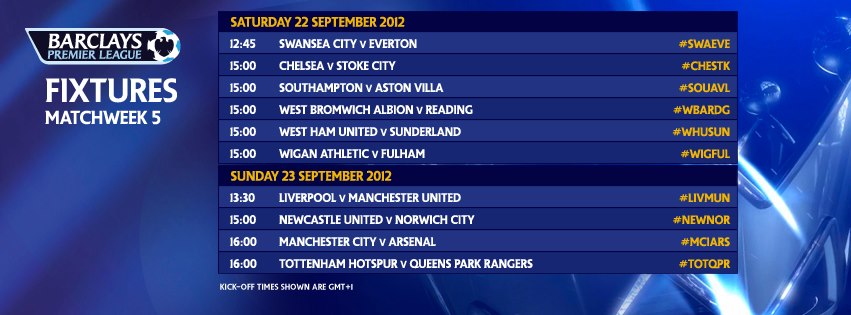 BARCLAYS
PREMIER LEAGUE
FIXTURES
MATCHWEEK 5
SATURDAY 22 SEPTEMBER 2012
12:45 SWANSEA CITY v EVERTON #SWAEVE
15:00 CHELSEA v STOKE CITY #CHESTK
15:00 SOUTHAMPTON v ASTON VILLA #SOUAVL
15:00 WEST BROMWICH ALBION v READING #WBARDG
15:00 WEST HAM UNITED v SUNDERLAND #WHUSUN
15:00 WIGAN ATHLETIC v FULHAM #WIGFUL
SUNDAY 23 SEPTEMBER 2012
13:30 LIVERPOOL v MANCHESTER UNITED #LIVMUN
15:00 NEWCASTLE UNITED v NORWICH CITY #NEWNOR
16:00 MANCHESTER CITY v ARSENAL #MCIARS
16:00 TOTTENHAM HOTSPUR v QUEENS PARK RANGERS #TOTQPR
KICK-OFF TIMES SHOWN ARE GMT+1